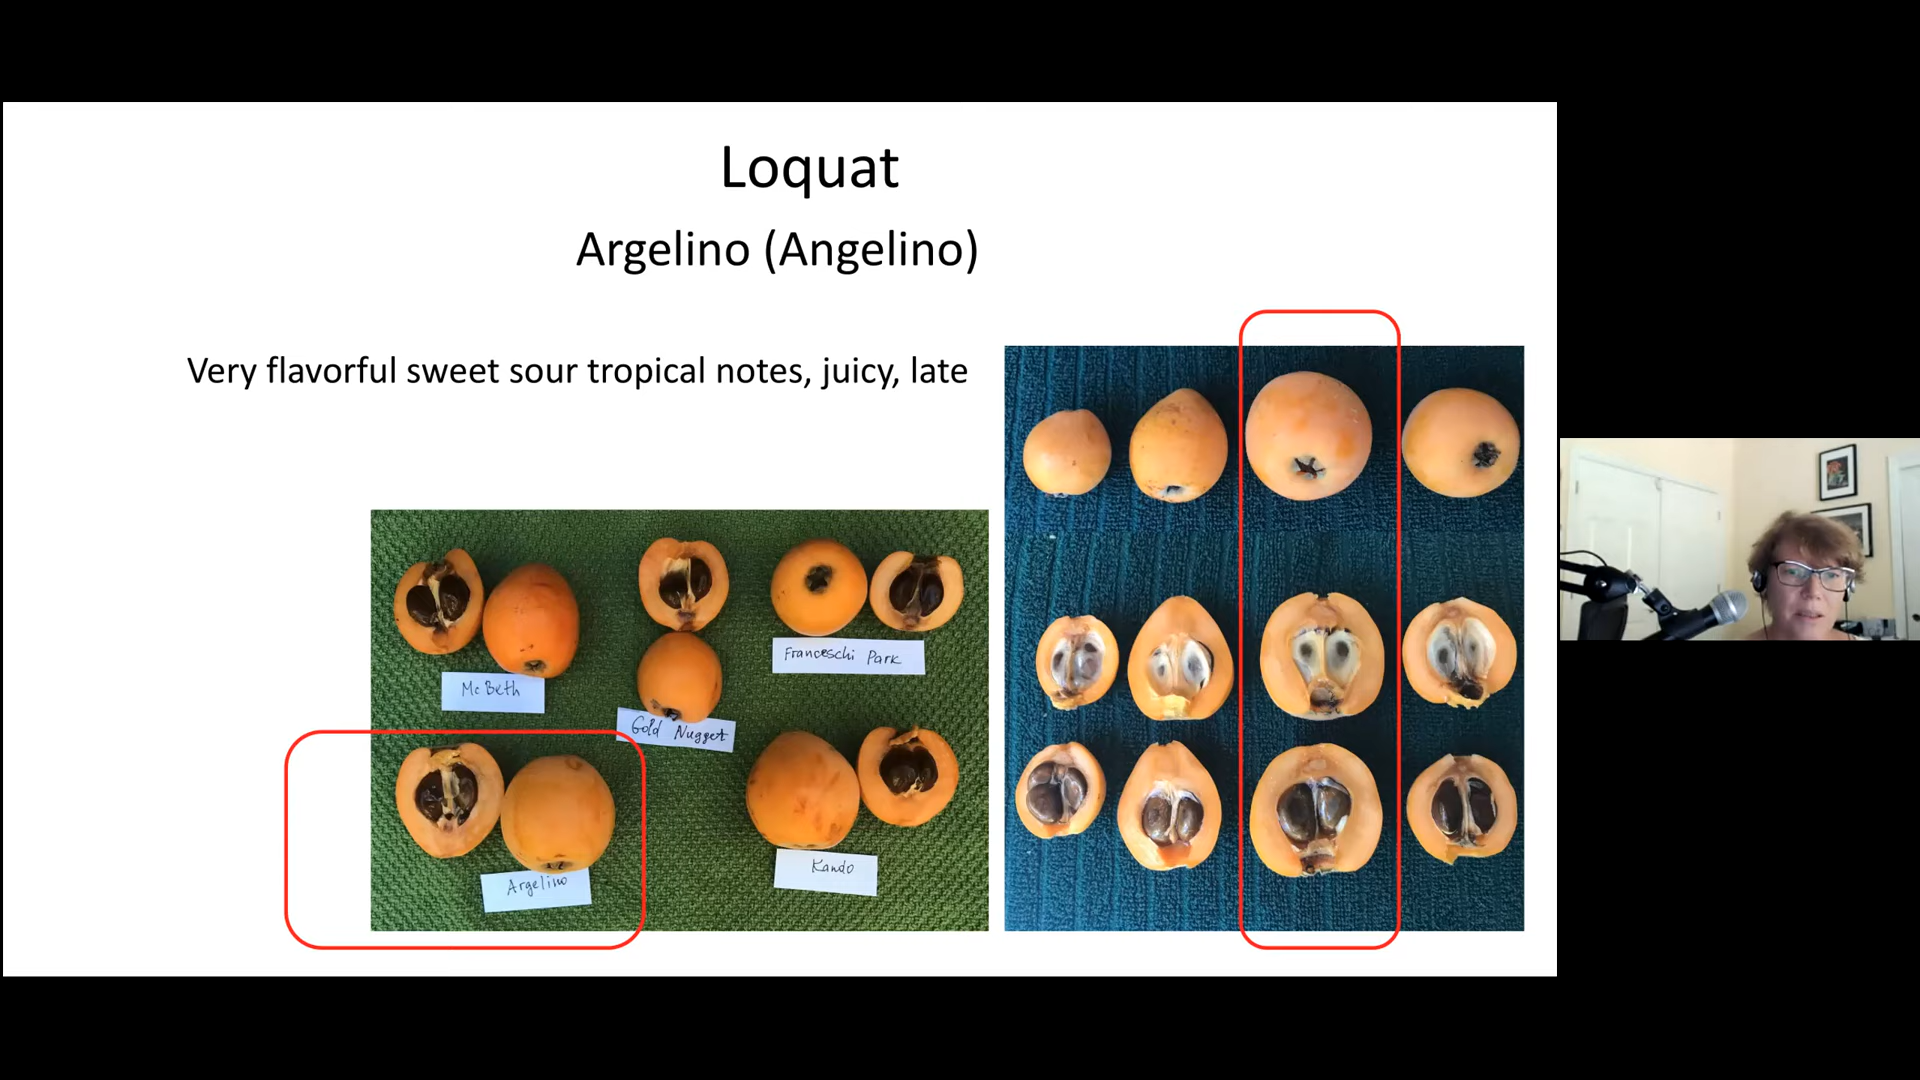 Loquat
Argelino (Angelino)
Very flavorful sweet sour tropical notes, juicy, late
Mc Beth
Gold Nugget
Franceschi Park
Argelino
Kando